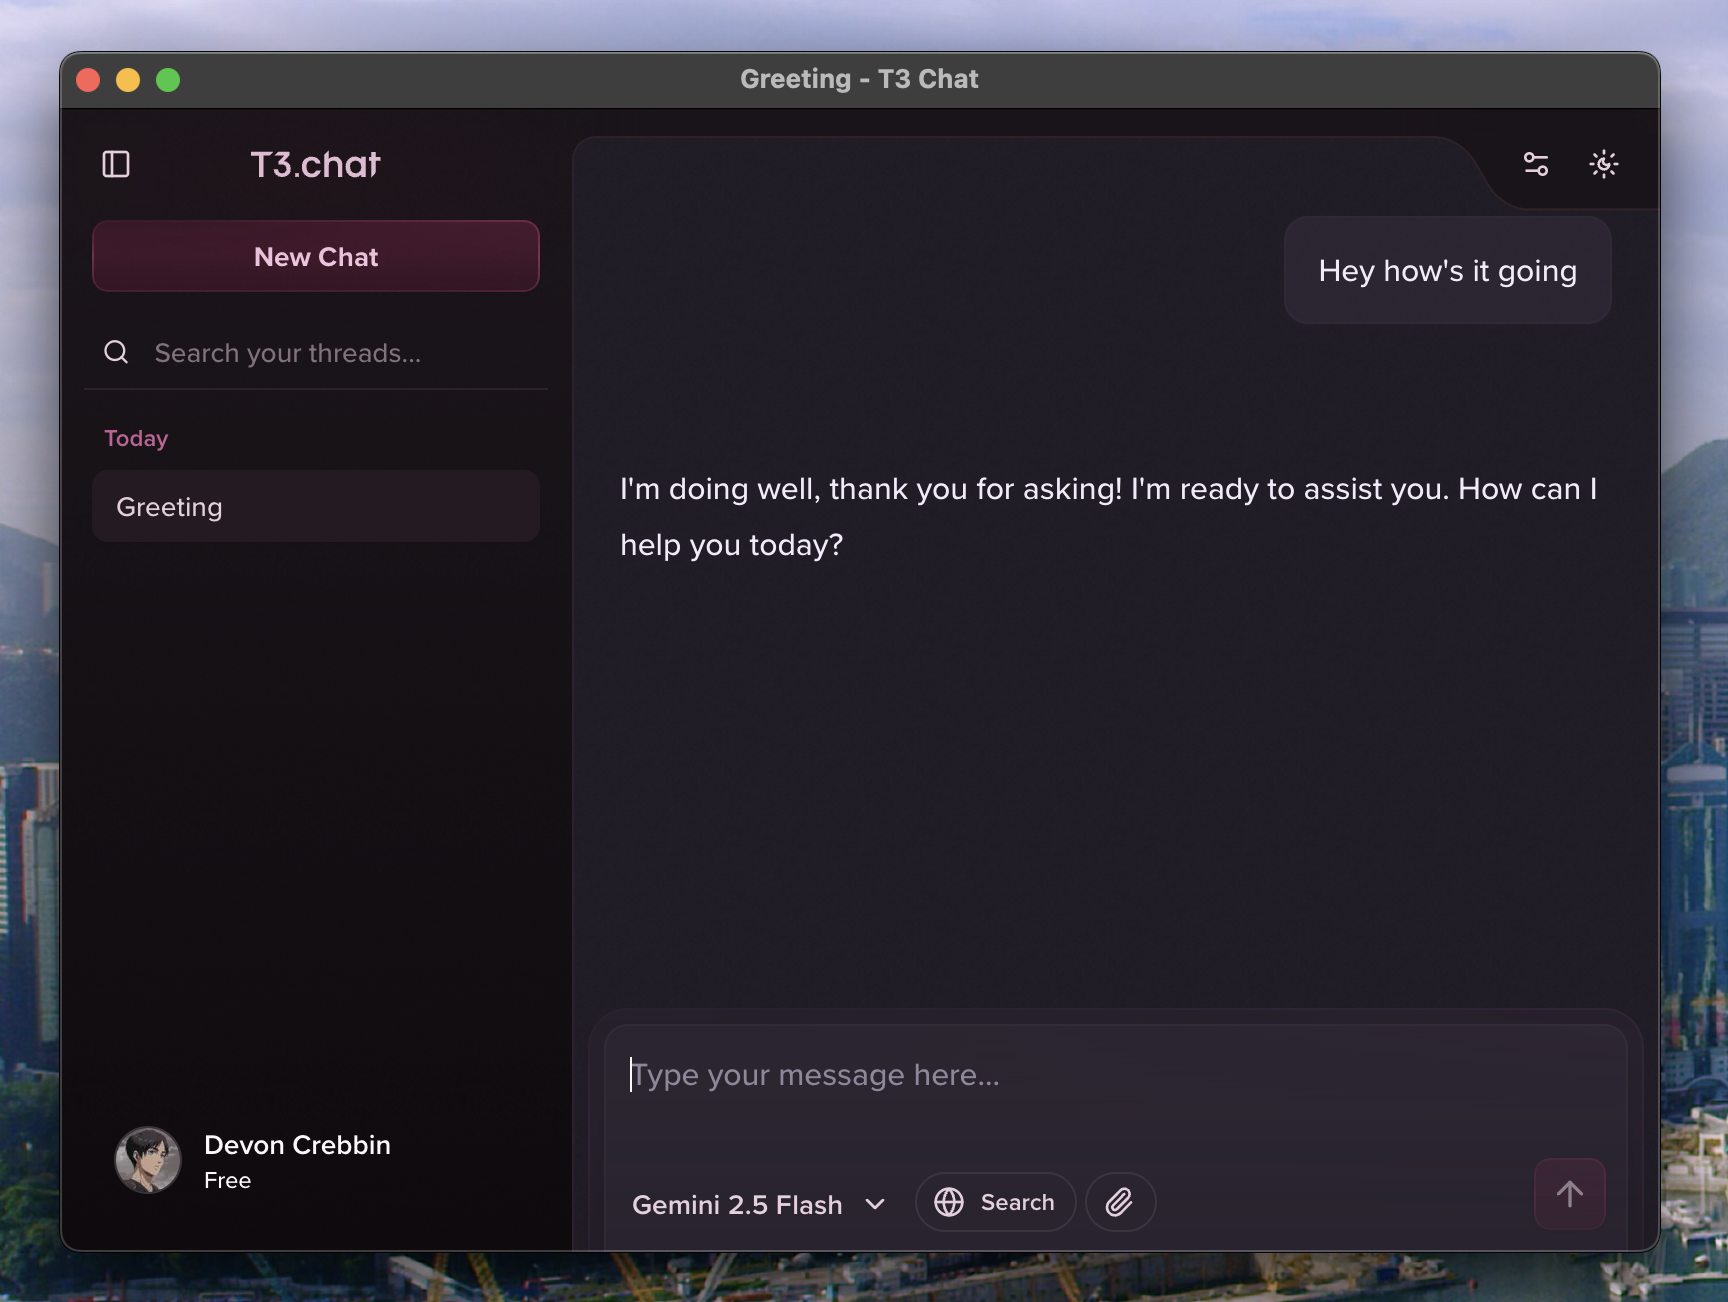 Greeting - T3 Chat
T3.chat
New Chat
Search your threads...
Today
Greeting
Devon Crebbin
Free
Hey how's it going
I'm doing well, thank you for asking! I'm ready to assist you. How can I
help you today?
Type your message here...
Gemini 2.5 Flash
Search